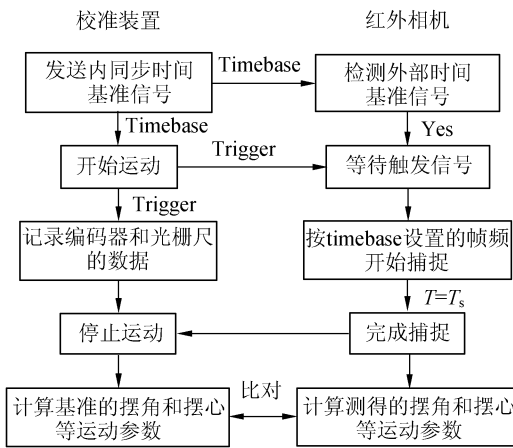 校准装置
红外相机
发送内同步时间
基准信号
Timebase
检测外部时间
基准信号
Timebase
Yes
开始运动
Trigger
等待触发信号
Trigger
记录编码器和光栅尺
的数据
按timebase设置的帧频
开始捕捉
T=Ts
停止运动
完成捕捉
计算基准的摆角和摆心
等运动参数
比对
计算测得的摆角和摆心
等运动参数